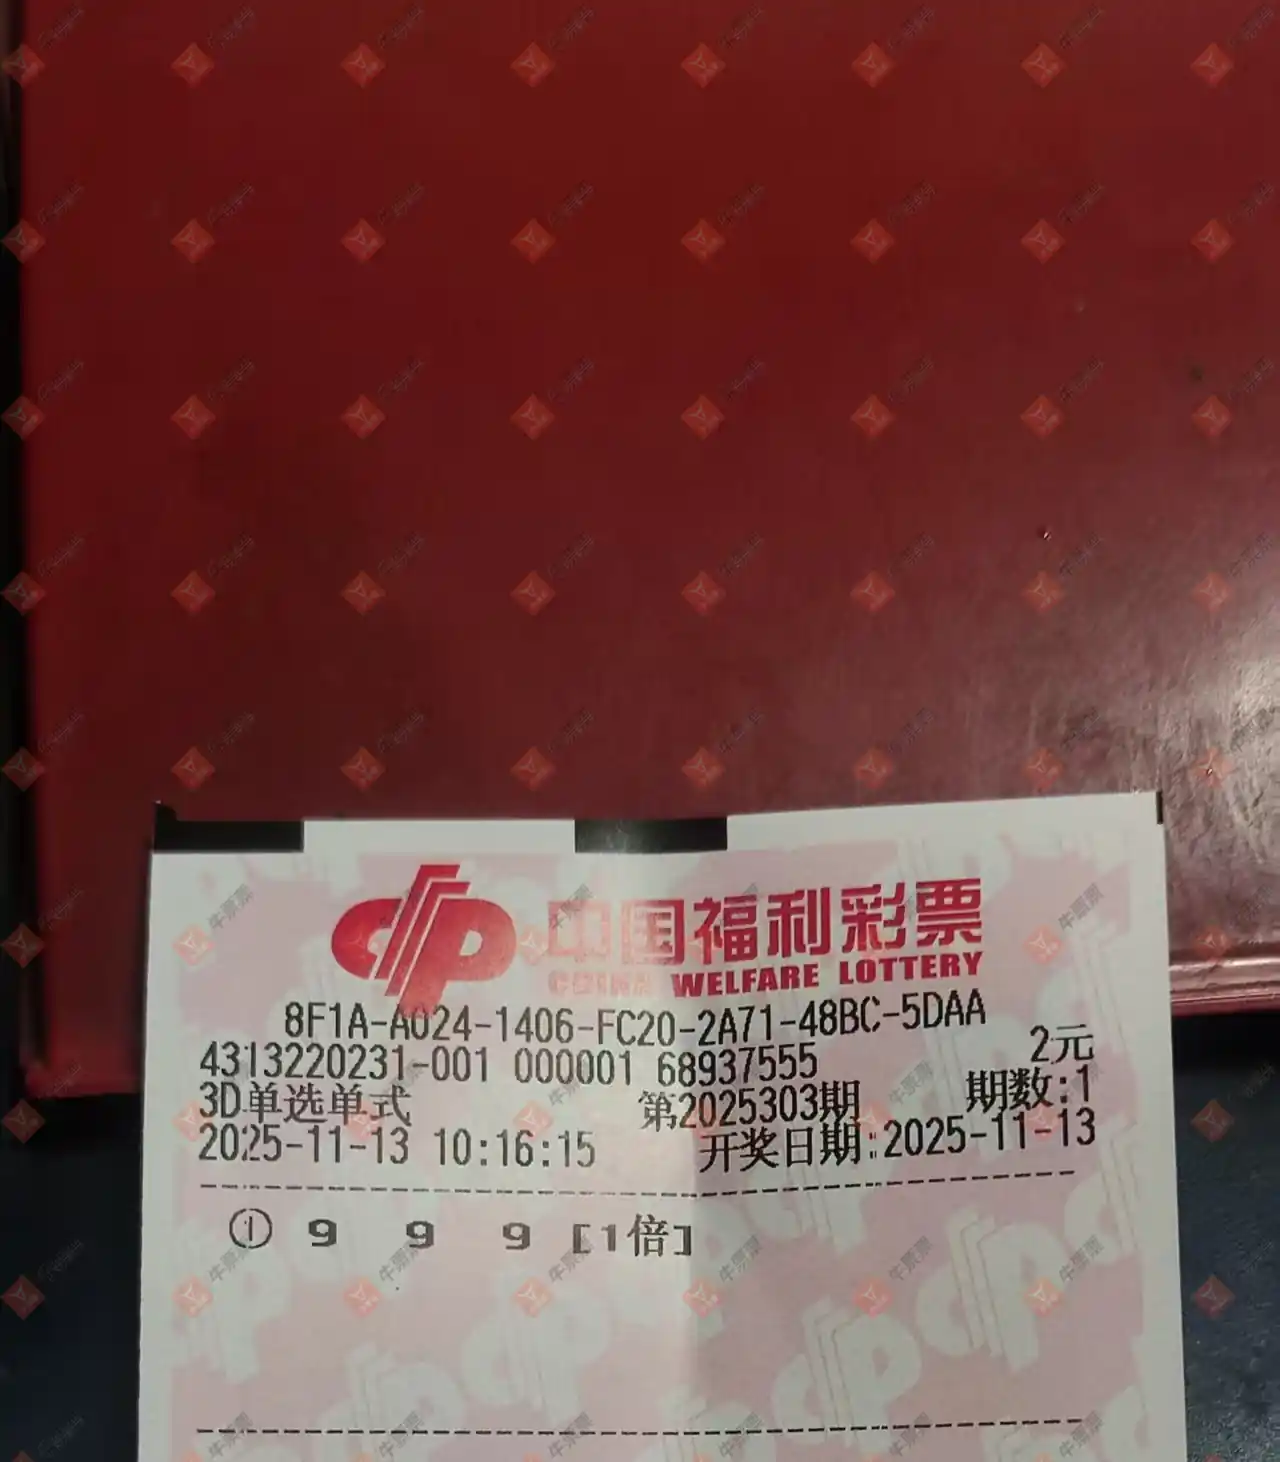 中国福利彩票
CHINA WELFARE LOTTERY
8F1A-A024-1406-FC20-2A71-48BC-5DAA
4313220231-001 000001 68937555 2元
3D单选单式 第2025303期 期数:1
2025-11-13 10:16:15 开奖日期:2025-11-13
① 9 9 9 [1倍]
牛票票